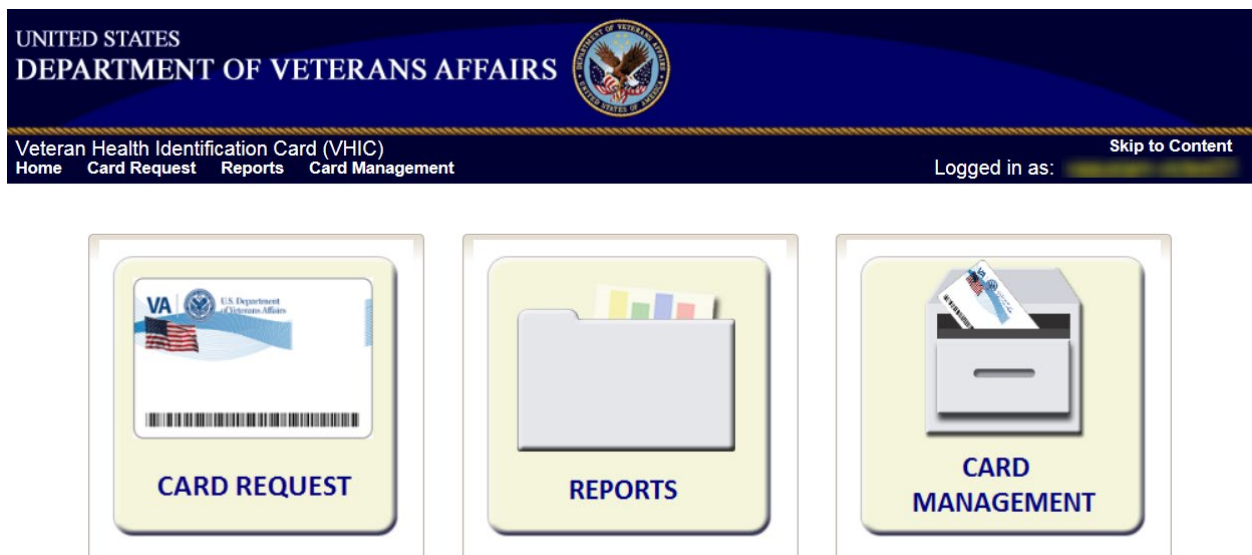 UNITED STATES
DEPARTMENT OF VETERANS AFFAIRS
Veteran Health Identification Card (VHIC)
Skip to Content
Home Card Request Reports Card Management
Logged in as:
VA
U.S. Department
of Veterans Affairs
CARD REQUEST
REPORTS
VA
CARD
MANAGEMENT